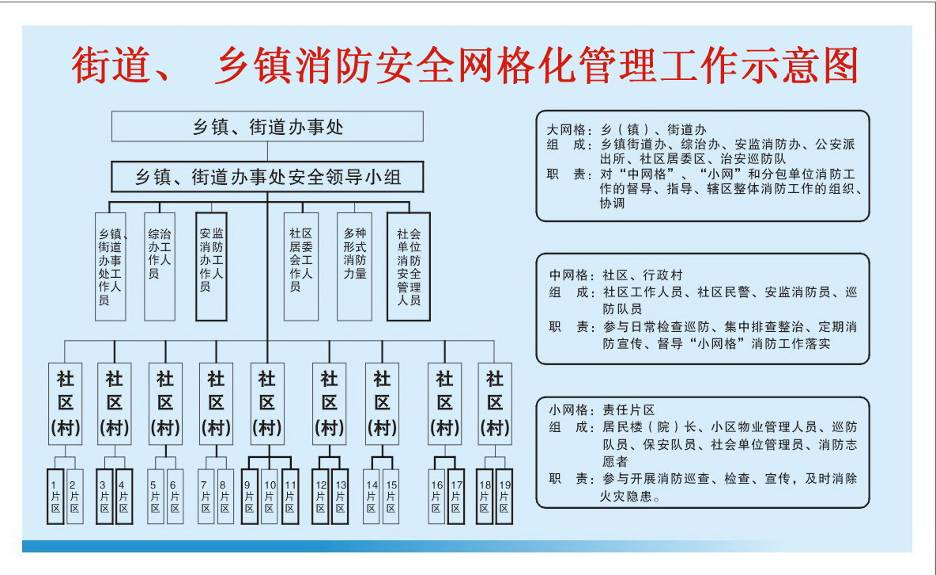 街道、 乡镇消防安全网格化管理工作示意图
乡镇、街道办事处
乡镇、街道办事处安全领导小组
乡镇、街道办事处工作人员
综治办工作人员
安监消防办工作人员
社区居委会工作人员
多种形式消防力量
社会单位消防安全管理人员
社区(村)
社区(村)
社区(村)
社区(村)
社区(村)
社区(村)
社区(村)
社区(村)
社区(村)
1片区
2片区
3片区
4片区
5片区
6片区
7片区
8片区
9片区
10片区
11片区
12片区
13片区
14片区
15片区
16片区
17片区
18片区
19片区
大网格：乡（镇）、街道办
组 成：乡镇街道办、综治办、安监消防办、公安派
出所、社区居委区、治安巡防队
职 责：对“中网格”、“小网”和分包单位消防工
作的督导、指导、辖区整体消防工作的组织、
协调
中网格：社区、行政村
组 成：社区工作人员、社区民警、安监消防员、巡
防队员
职 责：参与日常检查巡防、集中排查整治、定期消
防宣传、督导“小网格”消防工作落实
小网格：责任片区
组 成：居民楼（院）长、小区物业管理人员、巡防
队员、保安队员、社会单位管理员、消防志
愿者
职 责：参与开展消防巡查、检查、宣传，及时消除
火灾隐患。